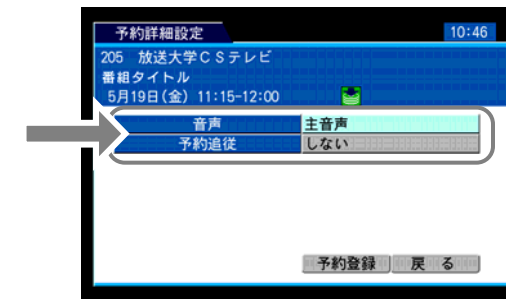 予約詳細設定 10:46
205 放送大学CSテレビ
番組タイトル
5月19日(金) 11:15-12:00
音声 主音声
予約追従 しない
予約登録 戻る